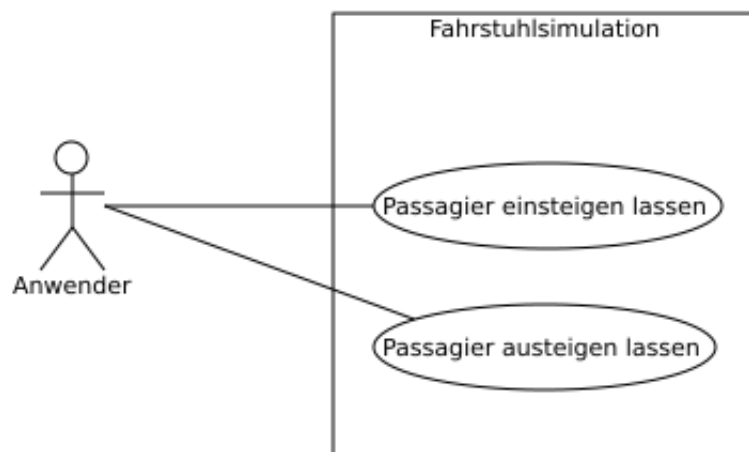 Fahrstuhlsimulation
Passagier einsteigen lassen
Anwender
Passagier austeigen lassen